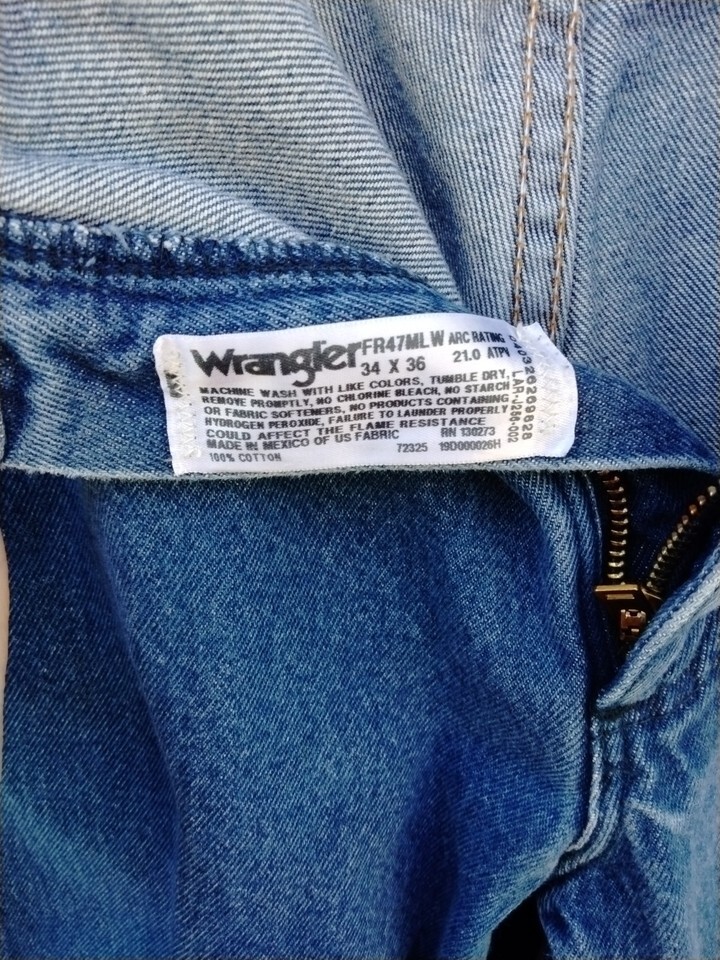 Wrangler FR47MLW ARC RATING
34 X 36 21.0 ATPV
MACHINE WASH WITH LIKE COLORS, TUMBLE DRY,
REMOVE PROMPTLY, NO CHLORINE BLEACH, NO STARCH
OR FABRIC SOFTENERS, NO PRODUCTS CONTAINING
HYDROGEN PEROXIDE, FAILURE TO LAUNDER PROPERLY
COULD AFFECT THE FLAME RESISTANCE
MADE IN MEXICO OF US FABRIC RN 130273
100% COTTON 72325 19D000026H